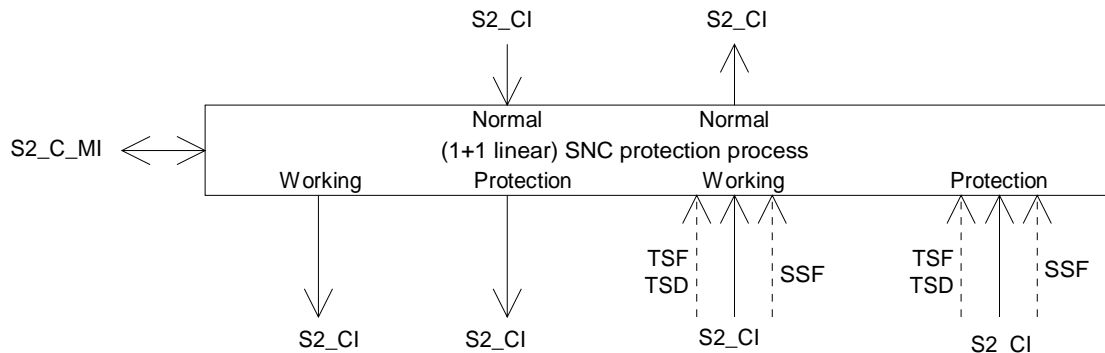 S2_CI S2_CI
Normal Normal
S2_C_MI
(1+1 linear) SNC protection process
Working Protection Working Protection
TSF TSF
SSF SSF
TSD TSD
S2_CI S2_CI S2_CI S2_CI